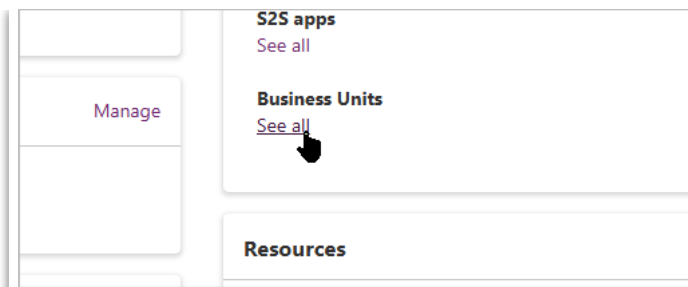 S2S apps
See all
Manage
Business Units
See all
Resources